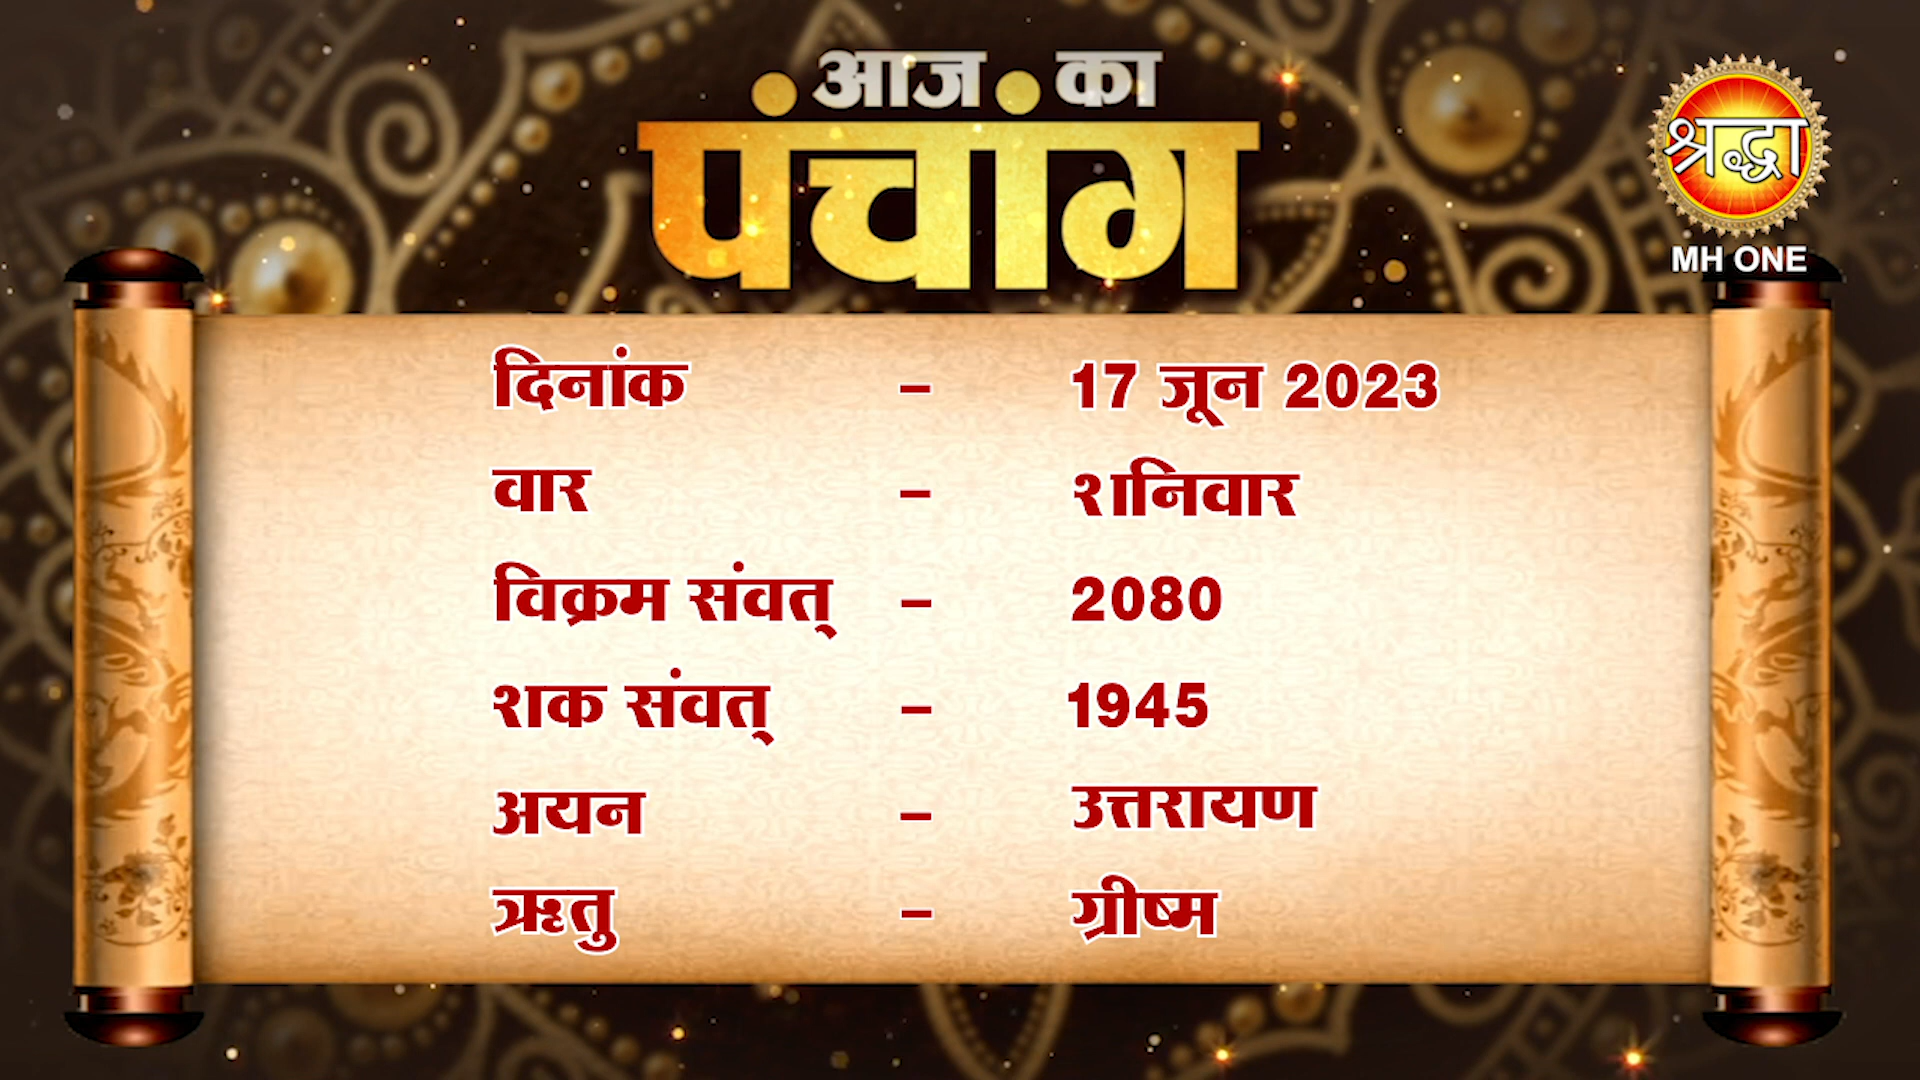 आज का
पंचांग
श्रद्धा
MH ONE
दिनांक - 17 जून 2023
वार - शनिवार
विक्रम संवत् - 2080
शक संवत् - 1945
अयन - उत्तरायण
ऋतु - ग्रीष्म